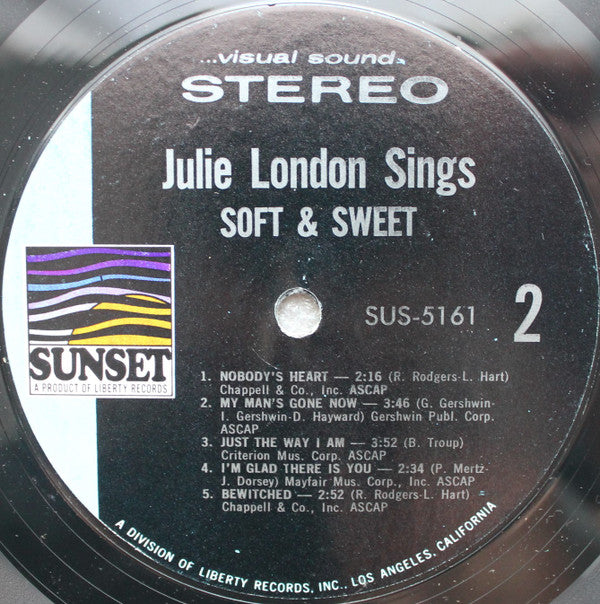 ...visual sound
STEREO
Julie London Sings
SOFT & SWEET
SUS-5161
2
SUNSET
A PRODUCT OF LIBERTY RECORDS
1. NOBODY'S HEART — 2:16 (R. Rodgers-L. Hart)
Chappell & Co., Inc. ASCAP
2. MY MAN'S GONE NOW — 3:46 (G. Gershwin-
I. Gershwin-D. Hayward) Gershwin Publ. Corp.
ASCAP
3. JUST THE WAY I AM — 3:52 (B. Troup)
Criterion Mus. Corp. ASCAP
4. I'M GLAD THERE IS YOU — 2:34 (P. Mertz-
J. Dorsey) Mayfair Mus. Corp., Inc. ASCAP
5. BEWITCHED — 2:52 (R. Rodgers-L. Hart)
Chappell & Co., Inc. ASCAP
A DIVISION OF LIBERTY RECORDS, INC., LOS ANGELES, CALIFORNIA